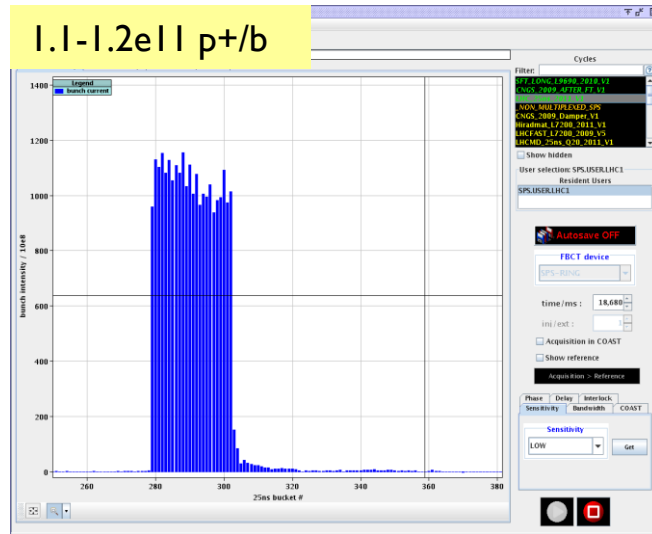 1.1-1.2e11 p+/b
Cycles
Filter:
SFT_LONG_L9690_2010_V1
CNGS_2009_AFTER_FT_V1
_NON_MULTIPLEXED_SPS
CNGS_2009_Damper_V1
Hiradmat_L7200_2011_V1
LHCFAST_L7200_2009_V5
LHCMD_25ns_Q20_2011_V1
Show hidden
User selection: SPS.USER.LHC1
Resident Users
SPS.USER.LHC1
Legend
bunch current
1400
1200
1000
800
600
400
200
0
bunch intensity / 10e8
260
280
300
320
340
360
380
25ns bucket #
Autosave OFF
FBCT device
SPS-RING
time/ms :
18,680
inj/ext :
Acquisition in COAST
Show reference
Acquisition > Reference
Phase
Delay
Interlock
Sensitivity
Bandwidth
COAST
Sensitivity
LOW
Get